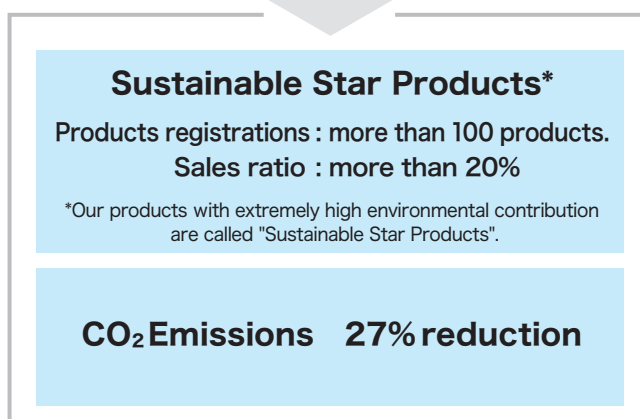 Sustainable Star Products*
Products registrations : more than 100 products.
Sales ratio : more than 20%
*Our products with extremely high environmental contribution
are called "Sustainable Star Products".
CO₂ Emissions 27% reduction